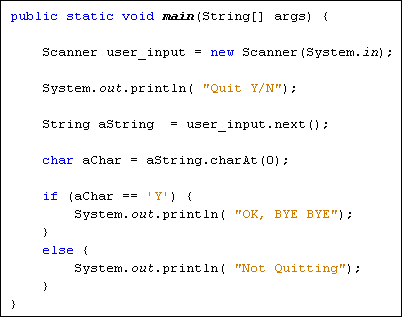 public static void main(String[] args) {
Scanner user_input = new Scanner(System.in);
System.out.println( "Quit Y/N");
String aString  = user_input.next();
char aChar = aString.charAt(0);
if (aChar == 'Y') {
System.out.println( "OK, BYE BYE");
}
else {
System.out.println( "Not Quitting");
}
}